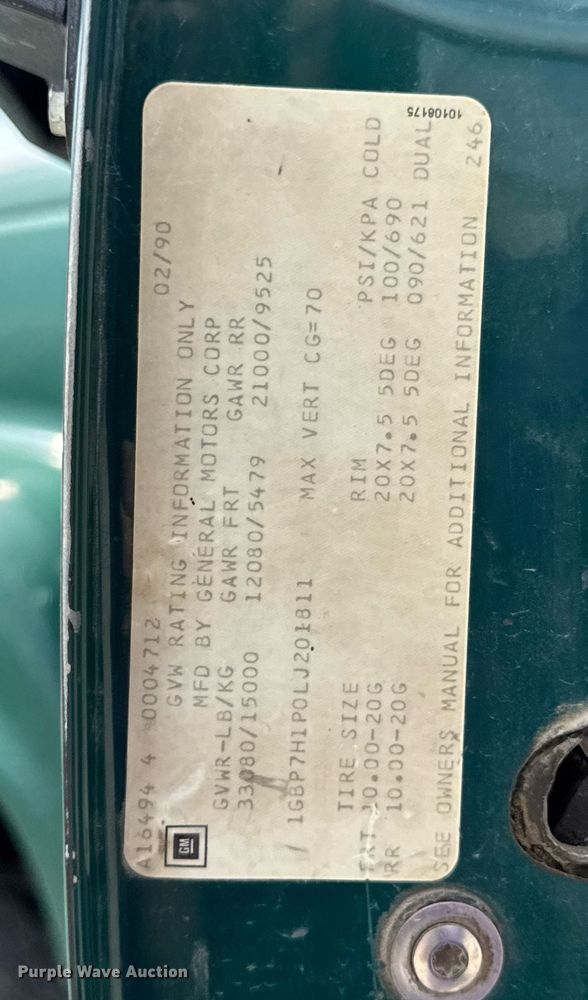 A16494 4 0004712 02/90
GVW RATING INFORMATION ONLY
MFD BY GENERAL MOTORS CORP
GVWR-LB/KG GAWR FRT GAWR RR
33080/15000 12080/5479 21000/9525
1GBP7H1P0LJ201811 MAX VERT CG=70
TIRE SIZE RIM PSI/KPA COLD
FRT 10.00-20G 20X7.5 5DEG 100/690
RR 10.00-20G 20X7.5 5DEG 090/621 DUAL
SEE OWNERS MANUAL FOR ADDITIONAL INFORMATION 246
10108175
GM
Purple Wave Auction